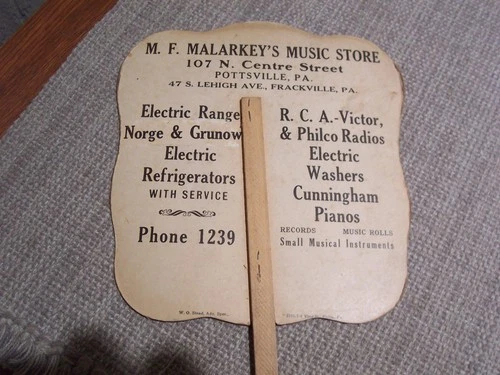 M. F. MALARKEY'S MUSIC STORE
107 N. Centre Street
POTTSVILLE, PA.
47 S. LEHIGH AVE., FRACKVILLE, PA.
Electric Range
Norge & Grunow
Electric
Refrigerators
WITH SERVICE
Phone 1239
R. C. A.-Victor,
& Philco Radios
Electric
Washers
Cunningham
Pianos
RECORDS MUSIC ROLLS
Small Musical Instruments